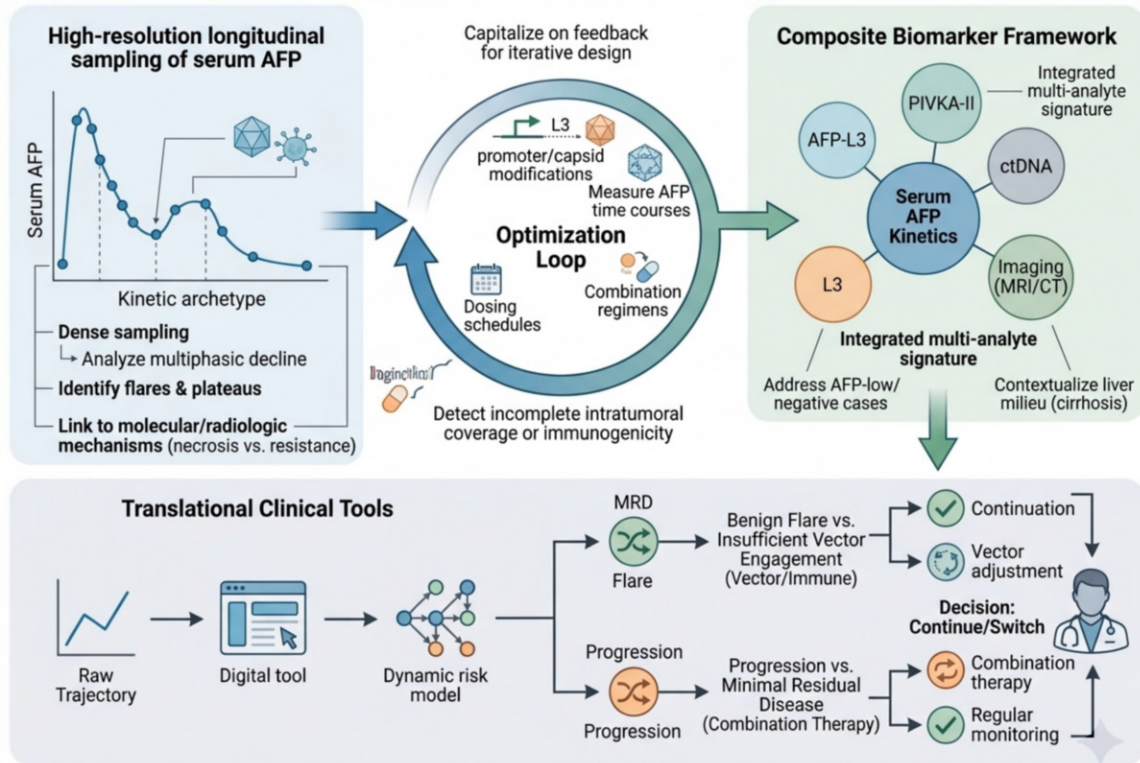 High-resolution longitudinal
sampling of serum AFP
Serum AFP
Kinetic archetype
Dense sampling
Analyze multiphasic decline
Identify flares & plateaus
Link to molecular/radiologic
mechanisms (necrosis vs. resistance)
Capitalize on feedback
for iterative design
L3
promoter/capsid
modifications
Measure AFP
time courses
Optimization
Loop
Dosing
schedules
Combination
regimens
Detect incomplete intratumoral
coverage or immunogenicity
Composite Biomarker Framework
PIVKA-II
Integrated
multi-analyte
signature
AFP-L3
ctDNA
Serum
AFP
Kinetics
L3
Imaging
(MRI/CT)
Integrated multi-analyte
signature
Address AFP-low/
negative cases
Contextualize liver
milieu (cirrhosis)
Translational Clinical Tools
Raw
Trajectory
Digital tool
Dynamic risk
model
MRD
Flare
Benign Flare vs.
Insufficient Vector
Engagement
(Vector/Immune)
Continuation
Vector
adjustment
Decision:
Continue/Switch
Progression
Progression
Progression vs.
Minimal Residual
Disease
(Combination Therapy)
Combination
therapy
Regular
monitoring